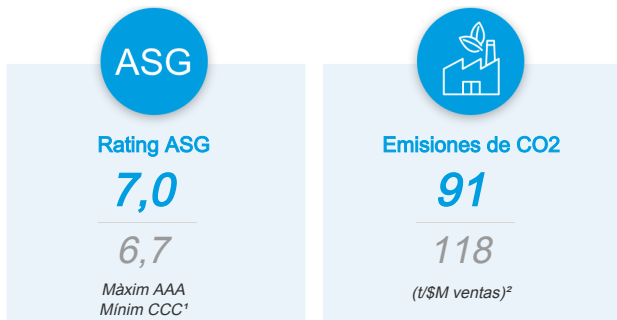 ASG
Rating ASG
7,0
6,7
Màxim AAA
Mínim CCC¹
Emisiones de CO2
91
118
(t/$M ventas)²